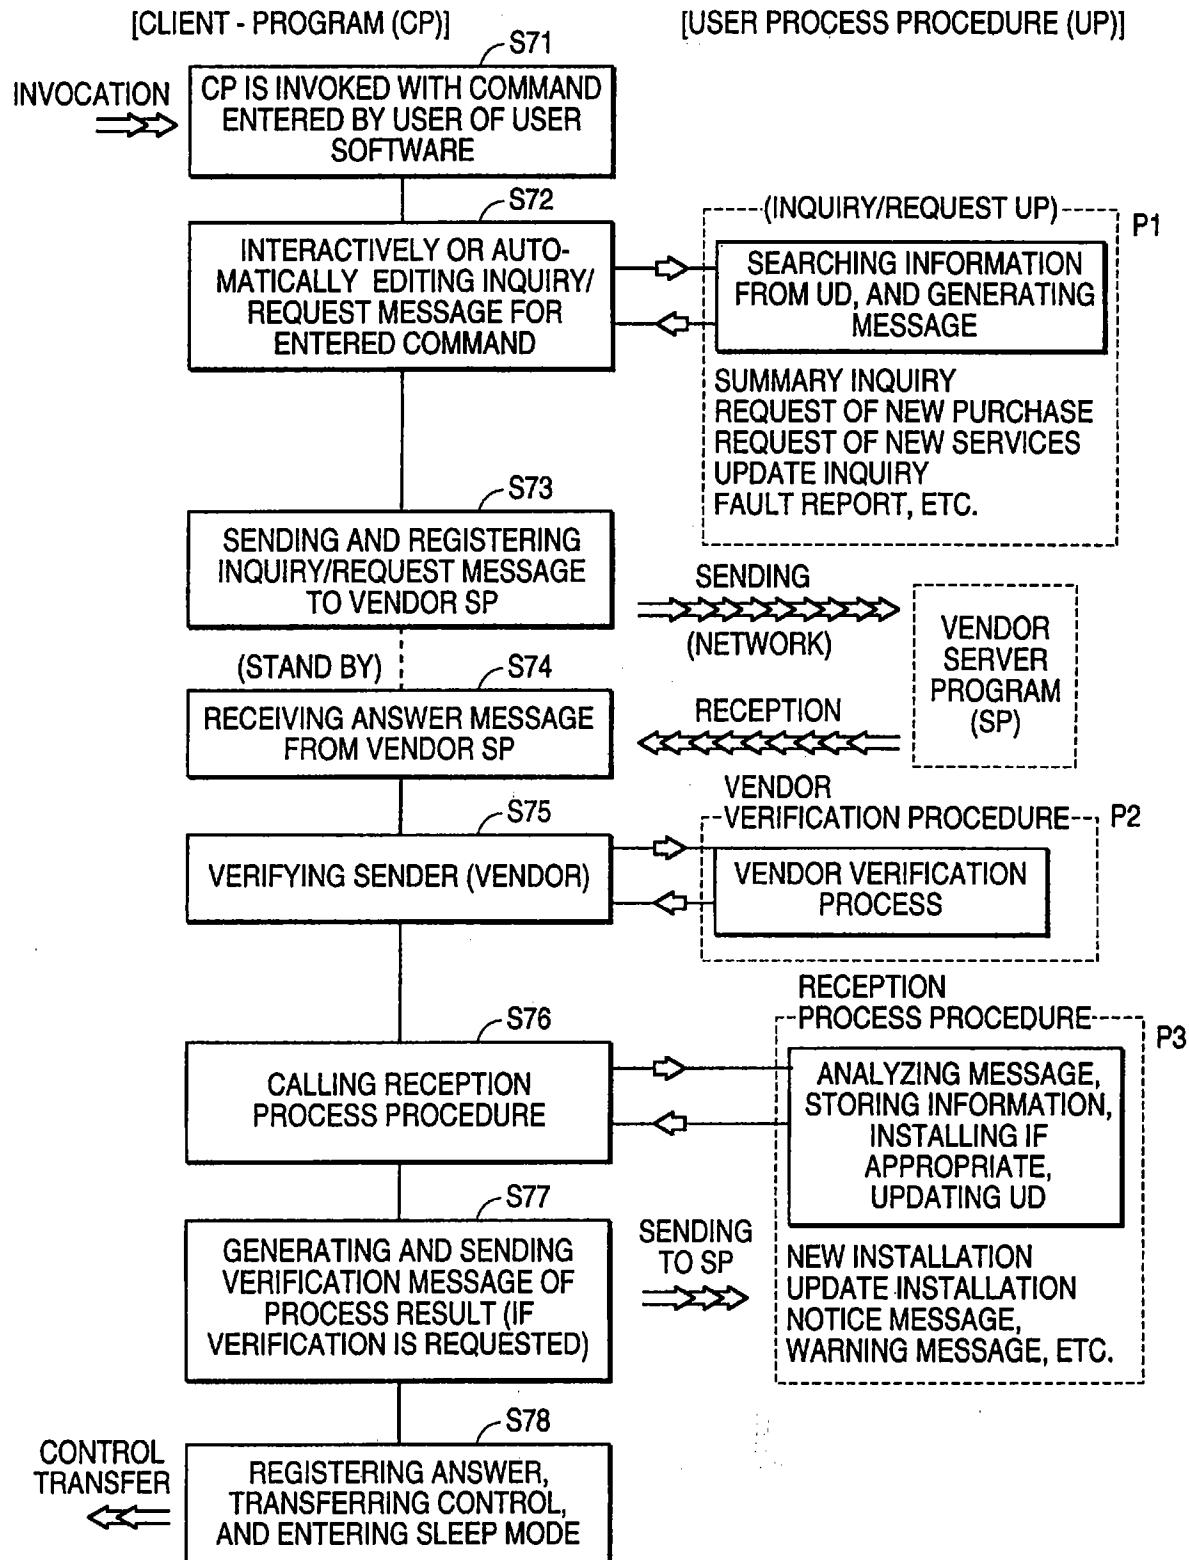 [CLIENT - PROGRAM (CP)]
[USER PROCESS PROCEDURE (UP)]
S71
INVOCATION
CP IS INVOKED WITH COMMAND
ENTERED BY USER OF USER
SOFTWARE
S72
INTERACTIVELY OR AUTO-
MATICALLY EDITING INQUIRY/
REQUEST MESSAGE FOR
ENTERED COMMAND
(INQUIRY/REQUEST UP)
P1
SEARCHING INFORMATION
FROM UD, AND GENERATING
MESSAGE
SUMMARY INQUIRY
REQUEST OF NEW PURCHASE
REQUEST OF NEW SERVICES
UPDATE INQUIRY
FAULT REPORT, ETC.
S73
SENDING AND REGISTERING
INQUIRY/REQUEST MESSAGE
TO VENDOR SP
SENDING
(NETWORK)
VENDOR
SERVER
PROGRAM
(SP)
(STAND BY)
S74
RECEIVING ANSWER MESSAGE
FROM VENDOR SP
RECEPTION
S75
VERIFYING SENDER (VENDOR)
VENDOR
VERIFICATION PROCEDURE
P2
VENDOR VERIFICATION
PROCESS
S76
CALLING RECEPTION
PROCESS PROCEDURE
RECEPTION
PROCESS PROCEDURE
P3
ANALYZING MESSAGE,
STORING INFORMATION,
INSTALLING IF
APPROPRIATE,
UPDATING UD
NEW INSTALLATION
UPDATE INSTALLATION
NOTICE MESSAGE,
WARNING MESSAGE, ETC.
S77
GENERATING AND SENDING
VERIFICATION MESSAGE OF
PROCESS RESULT (IF
VERIFICATION IS REQUESTED)
SENDING
TO SP
S78
CONTROL
TRANSFER
REGISTERING ANSWER,
TRANSFERRING CONTROL,
AND ENTERING SLEEP MODE